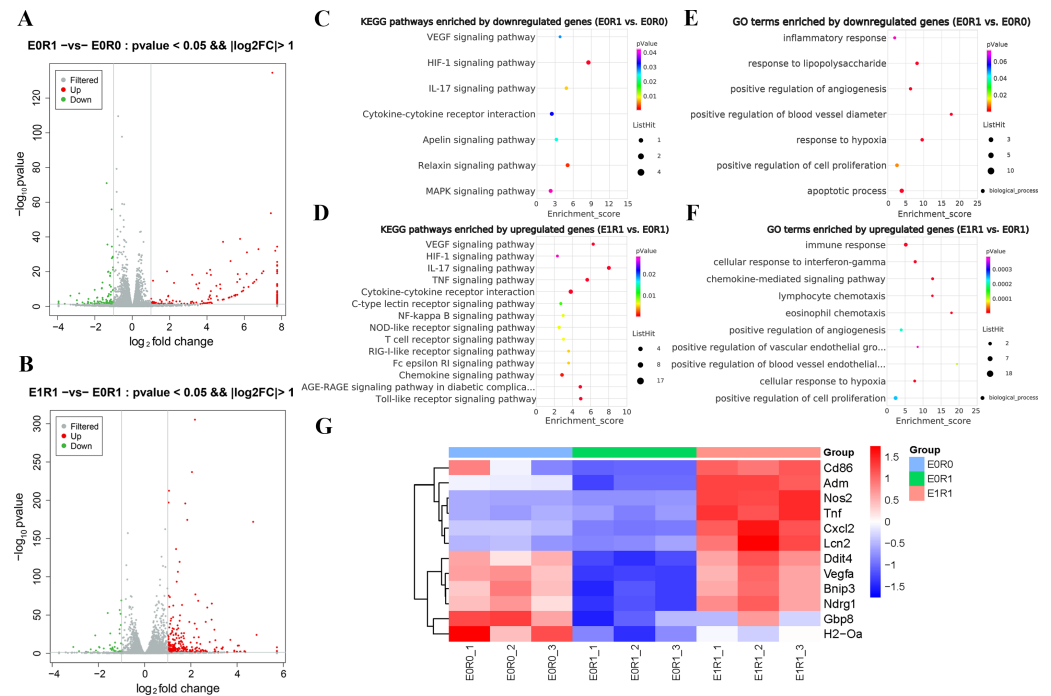 A
E0R1 −vs− E0R0 : pvalue < 0.05 && |log2FC|> 1
Filtered
Up
Down
−log10pvalue
120
100
80
60
40
20
0
−4 −2 0 2 4 6 8
log2 fold change
B
E1R1 −vs− E0R1 : pvalue < 0.05 && |log2FC|> 1
Filtered
Up
Down
−log10pvalue
300
250
200
150
100
50
0
−4 −2 0 2 4 6
log2 fold change
C
KEGG pathways enriched by downregulated genes (E0R1 vs. E0R0)
VEGF signaling pathway
HIF-1 signaling pathway
IL-17 signaling pathway
Cytokine-cytokine receptor interaction
Apelin signaling pathway
Relaxin signaling pathway
MAPK signaling pathway
0 3 6 9 12 15
Enrichment_score
pValue
0.04
0.03
0.02
0.01
ListHit
1
2
4
D
KEGG pathways enriched by upregulated genes (E1R1 vs. E0R1)
VEGF signaling pathway
HIF-1 signaling pathway
IL-17 signaling pathway
TNF signaling pathway
Cytokine-cytokine receptor interaction
C-type lectin receptor signaling pathway
NF-kappa B signaling pathway
NOD-like receptor signaling pathway
T cell receptor signaling pathway
RIG-I-like receptor signaling pathway
Fc epsilon RI signaling pathway
Chemokine signaling pathway
AGE-RAGE signaling pathway in diabetic complica...
Toll-like receptor signaling pathway
0 2 4 6 8 10
Enrichment_score
pValue
0.02
0.01
ListHit
4
8
17
E
GO terms enriched by downregulated genes (E0R1 vs. E0R0)
inflammatory response
response to lipopolysaccharide
positive regulation of angiogenesis
positive regulation of blood vessel diameter
response to hypoxia
positive regulation of cell proliferation
apoptotic process
0 5 10 15 20 25
Enrichment_score
pValue
0.06
0.04
0.02
ListHit
3
5
10
biological_process
F
GO terms enriched by upregulated genes (E1R1 vs. E0R1)
immune response
cellular response to interferon-gamma
chemokine-mediated signaling pathway
lymphocyte chemotaxis
eosinophil chemotaxis
positive regulation of angiogenesis
positive regulation of vascular endothelial gro...
positive regulation of blood vessel endothelial...
cellular response to hypoxia
positive regulation of cell proliferation
0 5 10 15 20 25
Enrichment_score
pValue
0.0003
0.0002
0.0001
ListHit
2
7
18
biological_process
G
Group
Cd86
Adm
Nos2
Tnf
Cxcl2
Lcn2
Ddit4
Vegfa
Bnip3
Ndrg1
Gbp8
H2−Oa
E0R0_1
E0R0_2
E0R0_3
E0R1_1
E0R1_2
E0R1_3
E1R1_1
E1R1_2
E1R1_3
1.5
1
0.5
0
−0.5
−1
−1.5
Group
E0R0
E0R1
E1R1